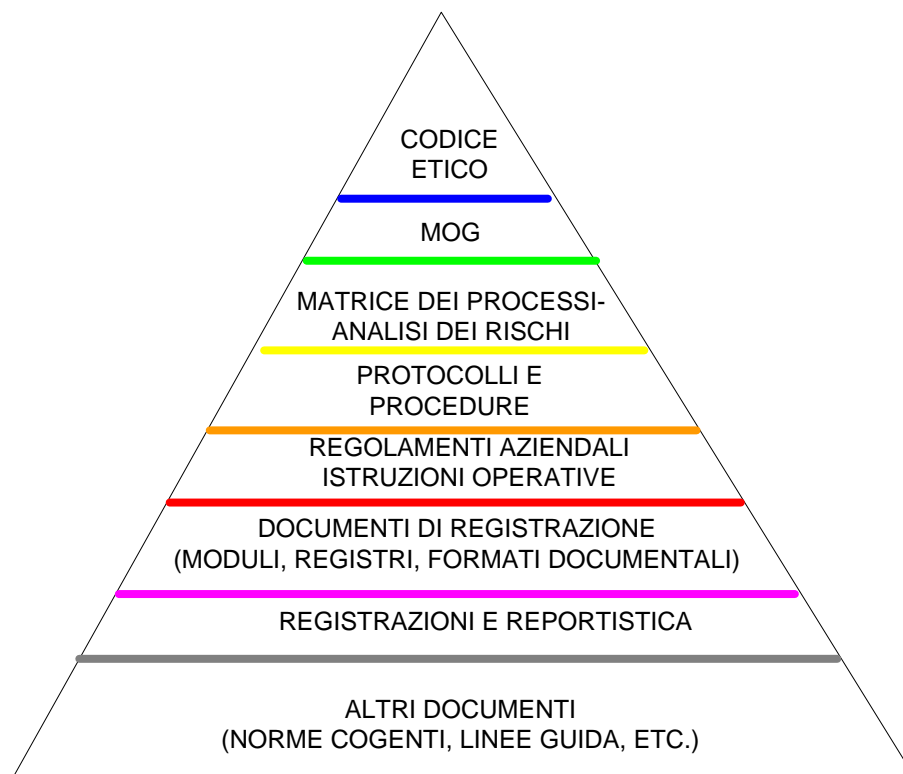 CODICE
ETICO
MOG
MATRICE DEI PROCESSI-
ANALISI DEI RISCHI
PROTOCOLLI E
PROCEDURE
REGOLAMENTI AZIENDALI
ISTRUZIONI OPERATIVE
DOCUMENTI DI REGISTRAZIONE
(MODULI, REGISTRI, FORMATI DOCUMENTALI)
REGISTRAZIONI E REPORTISTICA
ALTRI DOCUMENTI
(NORME COGENTI, LINEE GUIDA, ETC.)